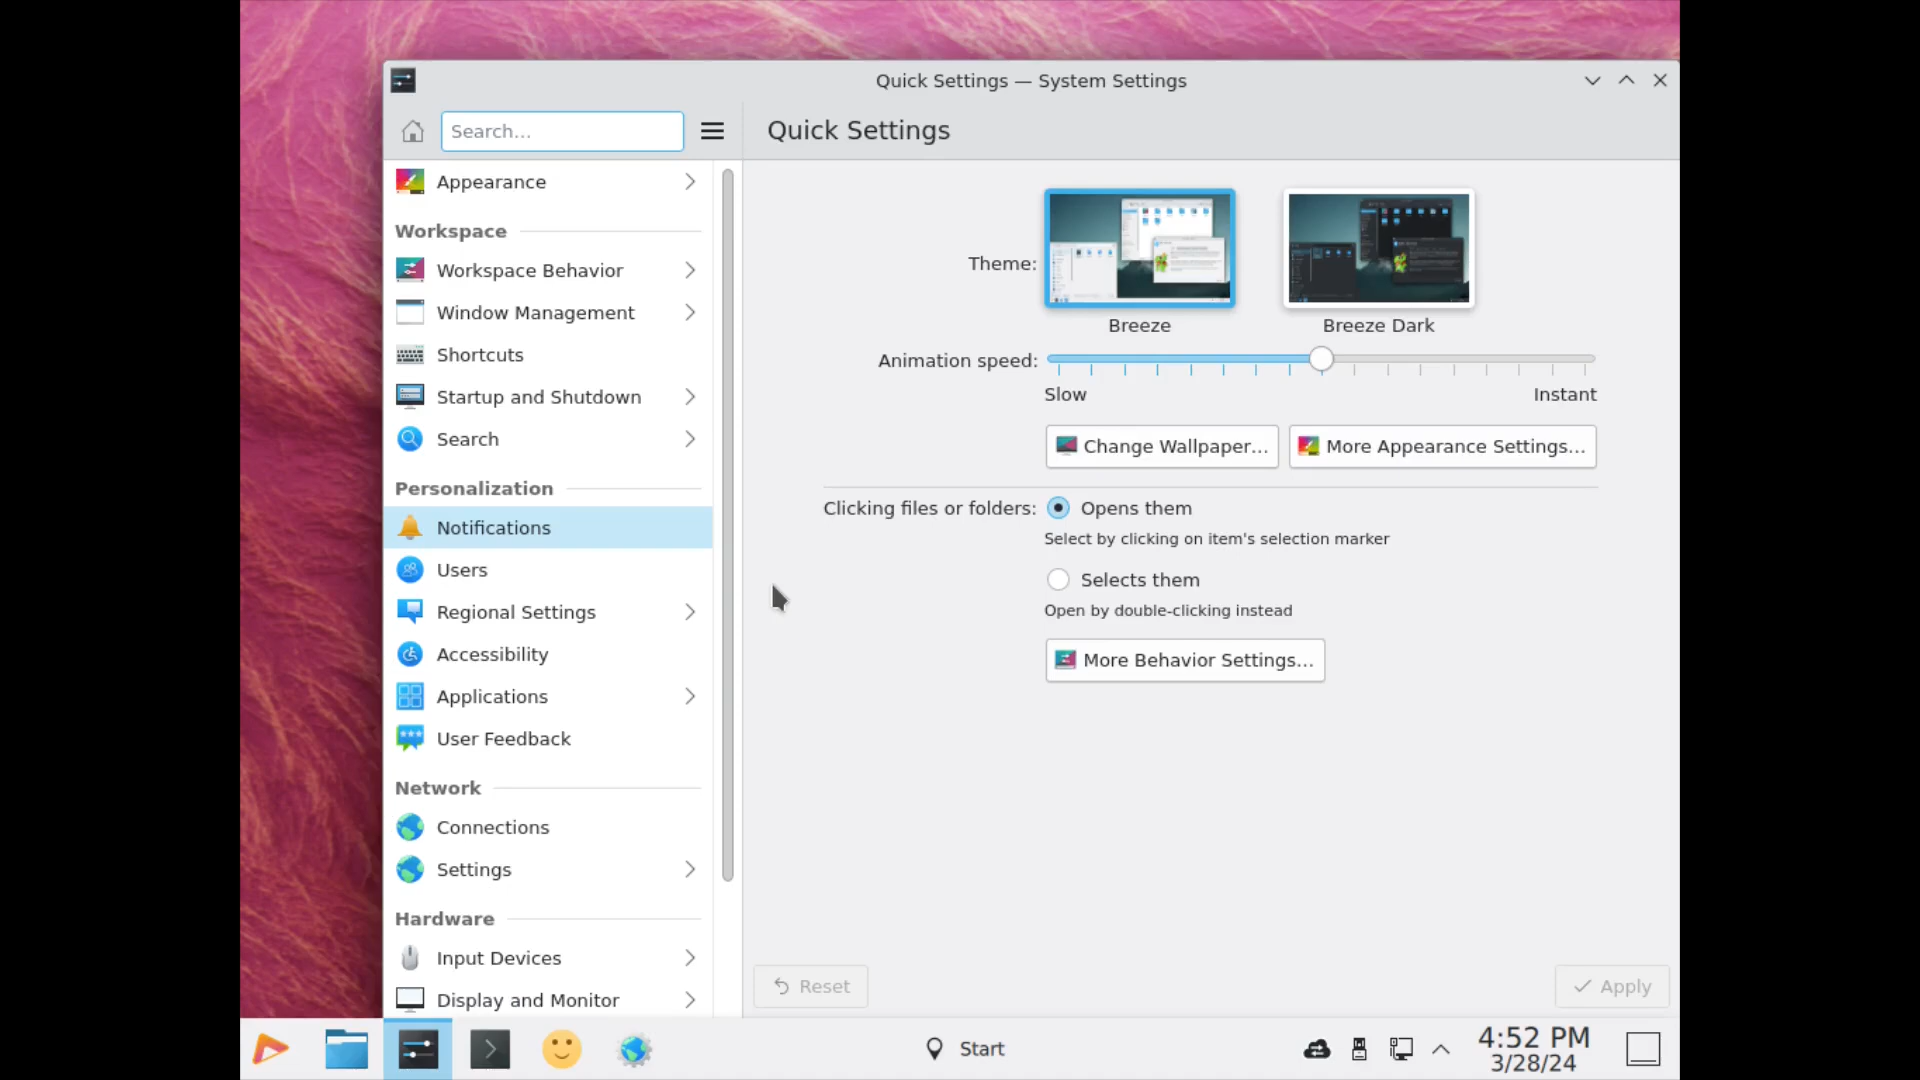 Quick Settings — System Settings
Search...
Quick Settings
Appearance
Workspace
Workspace Behavior
Window Management
Shortcuts
Startup and Shutdown
Search
Personalization
Notifications
Users
Regional Settings
Accessibility
Applications
User Feedback
Network
Connections
Settings
Hardware
Input Devices
Display and Monitor
Theme:
Breeze
Breeze Dark
Animation speed:
Slow
Instant
Change Wallpaper...
More Appearance Settings...
Clicking files or folders:
Opens them
Select by clicking on item's selection marker
Selects them
Open by double-clicking instead
More Behavior Settings...
Reset
Apply
Start
4:52 PM
3/28/24